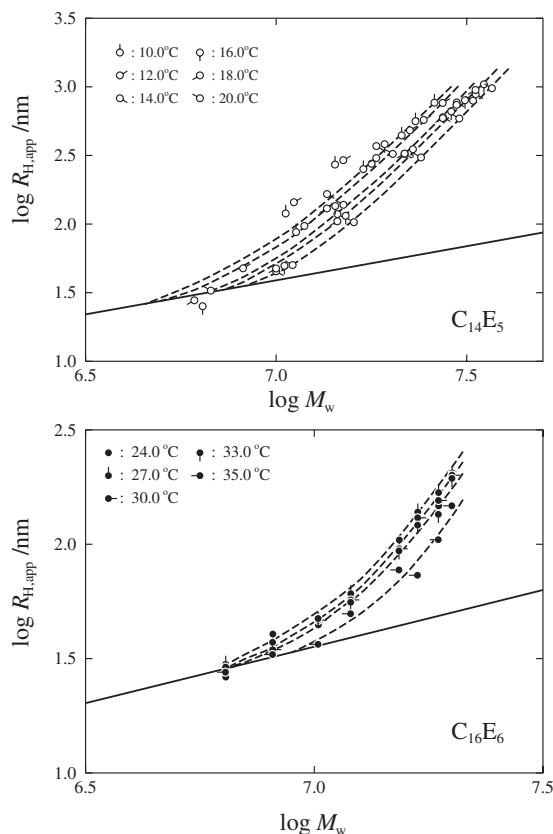 3.5
: 10.0°C : 16.0°C
: 12.0°C : 18.0°C
: 14.0°C : 20.0°C
3.0
2.5
log R_H,app /nm
2.0
1.5
C₁₄E₅
1.0
6.5 7.0 7.5
log M_w
2.5
: 24.0 °C : 33.0 °C
: 27.0 °C : 35.0 °C
: 30.0 °C
2.0
log R_H,app /nm
1.5
C₁₆E₆
1.0
6.5 7.0 7.5
log M_w